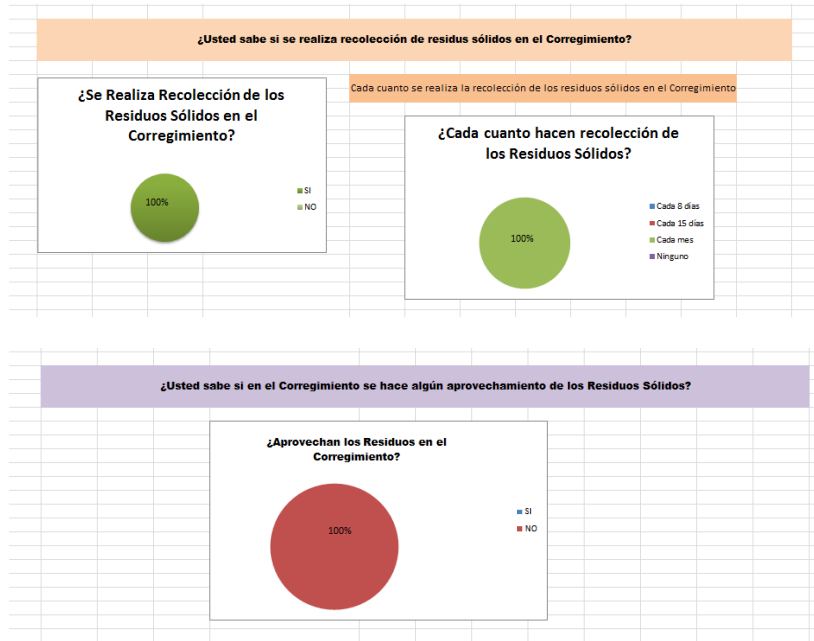 ¿Usted sabe si se realiza recolección de residus sólidos en el Corregimiento?
¿Se Realiza Recolección de los
Residuos Sólidos en el
Corregimiento?
100%
SI
NO
Cada cuanto se realiza la recolección de los residuos sólidos en el Corregimiento
¿Cada cuanto hacen recolección de
los Residuos Sólidos?
100%
Cada 8 días
Cada 15 días
Cada mes
Ninguno
¿Usted sabe si en el Corregimiento se hace algún aprovechamiento de los Residuos Sólidos?
¿Aprovechan los Residuos en el
Corregimiento?
100%
SI
NO